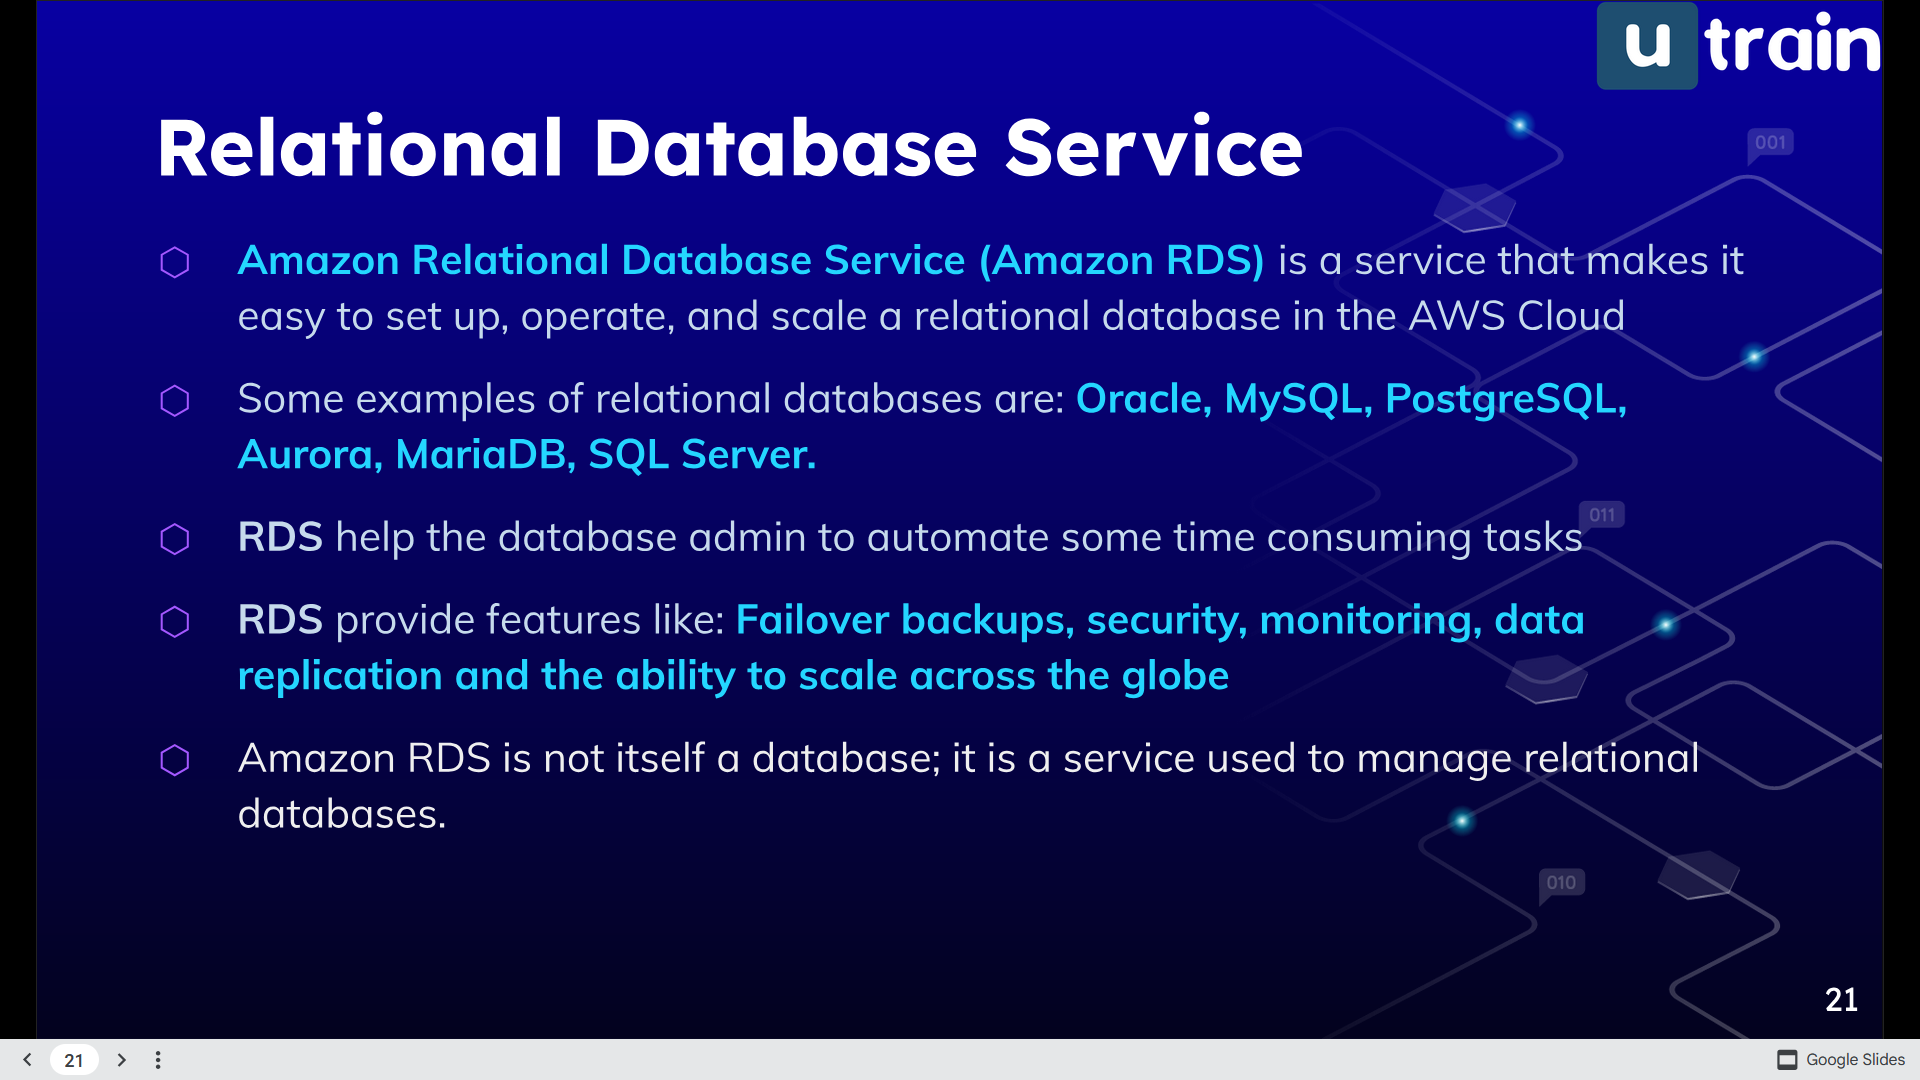 u train
001
Relational Database Service
Amazon Relational Database Service (Amazon RDS) is a service that makes it
easy to set up, operate, and scale a relational database in the AWS Cloud
Some examples of relational databases are: Oracle, MySQL, PostgreSQL,
Aurora, MariaDB, SQL Server.
011
RDS help the database admin to automate some time consuming tasks
RDS provide features like: Failover backups, security, monitoring, data
replication and the ability to scale across the globe
Amazon RDS is not itself a database; it is a service used to manage relational
databases.
010
21
21
Google Slides